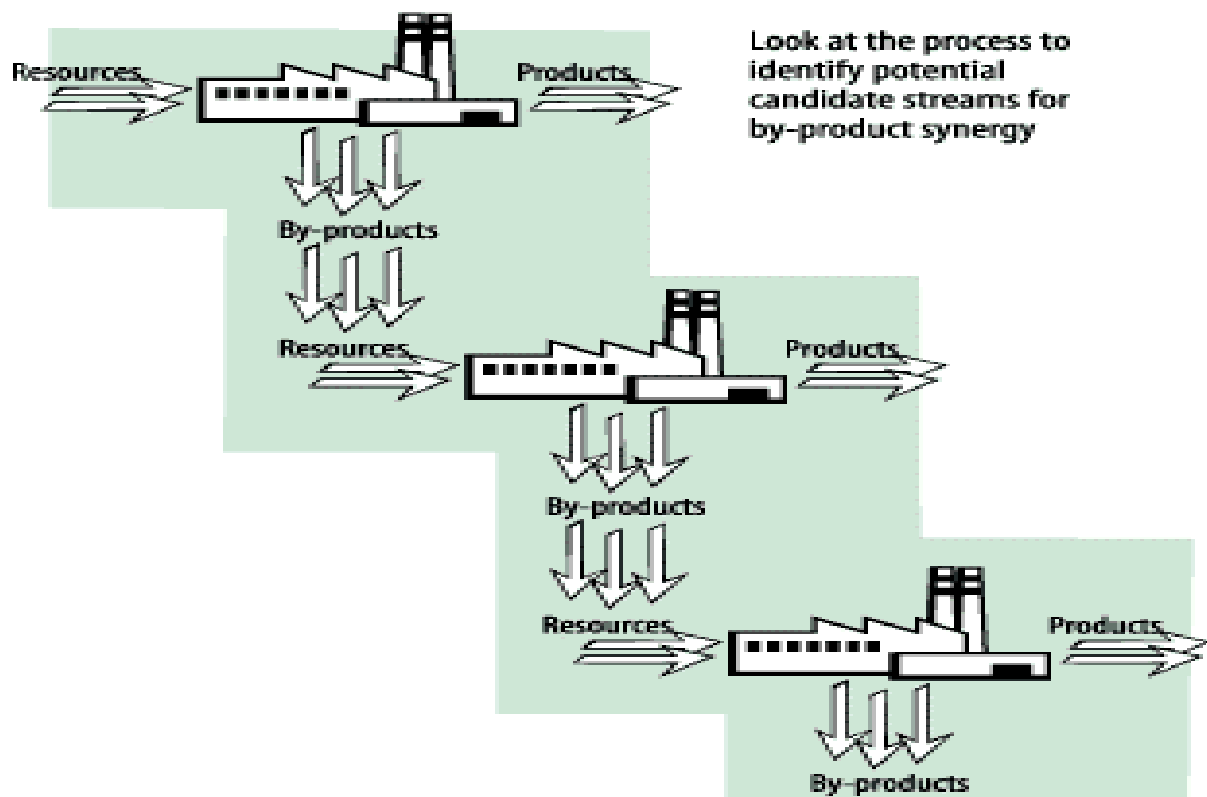 Look at the process to
identify potential
candidate streams for
by-product synergy
Resources
Products
By-products
Resources
Products
By-products
Resources
Products
By-products